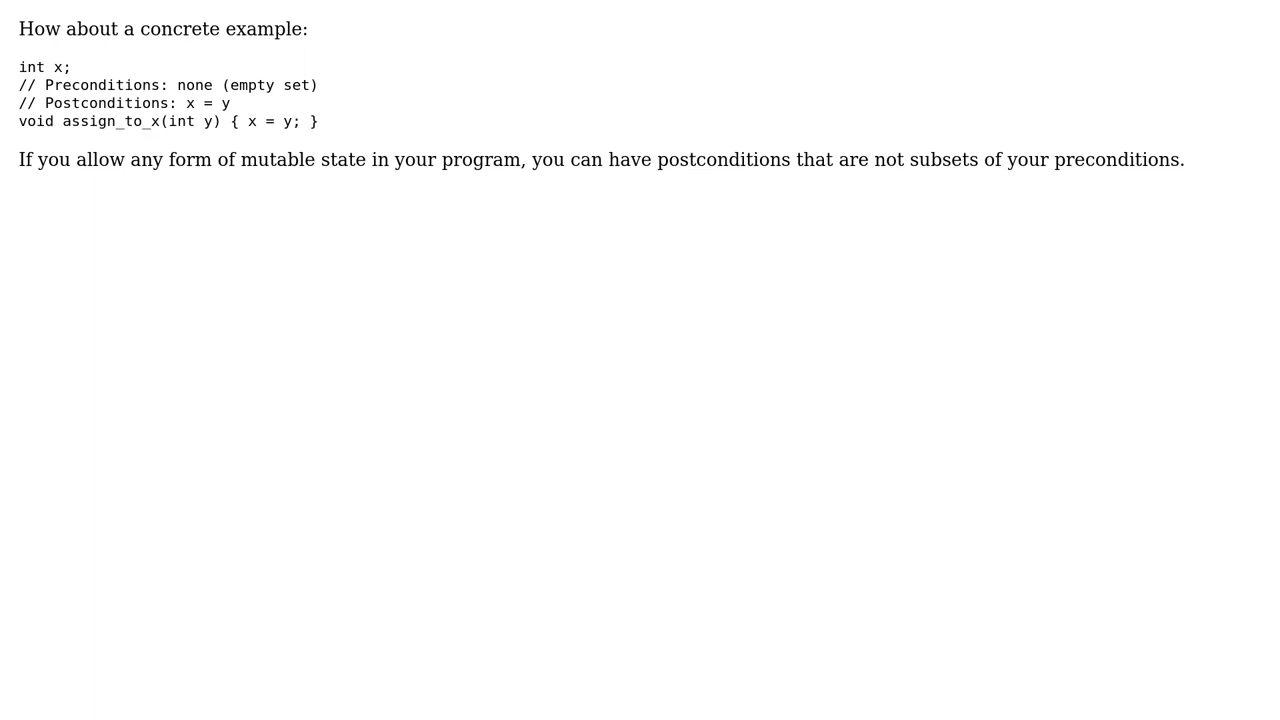 How about a concrete example:
int x;
// Preconditions: none (empty set)
// Postconditions: x = y
void assign_to_x(int y) { x = y; }
If you allow any form of mutable state in your program, you can have postconditions that are not subsets of your preconditions.